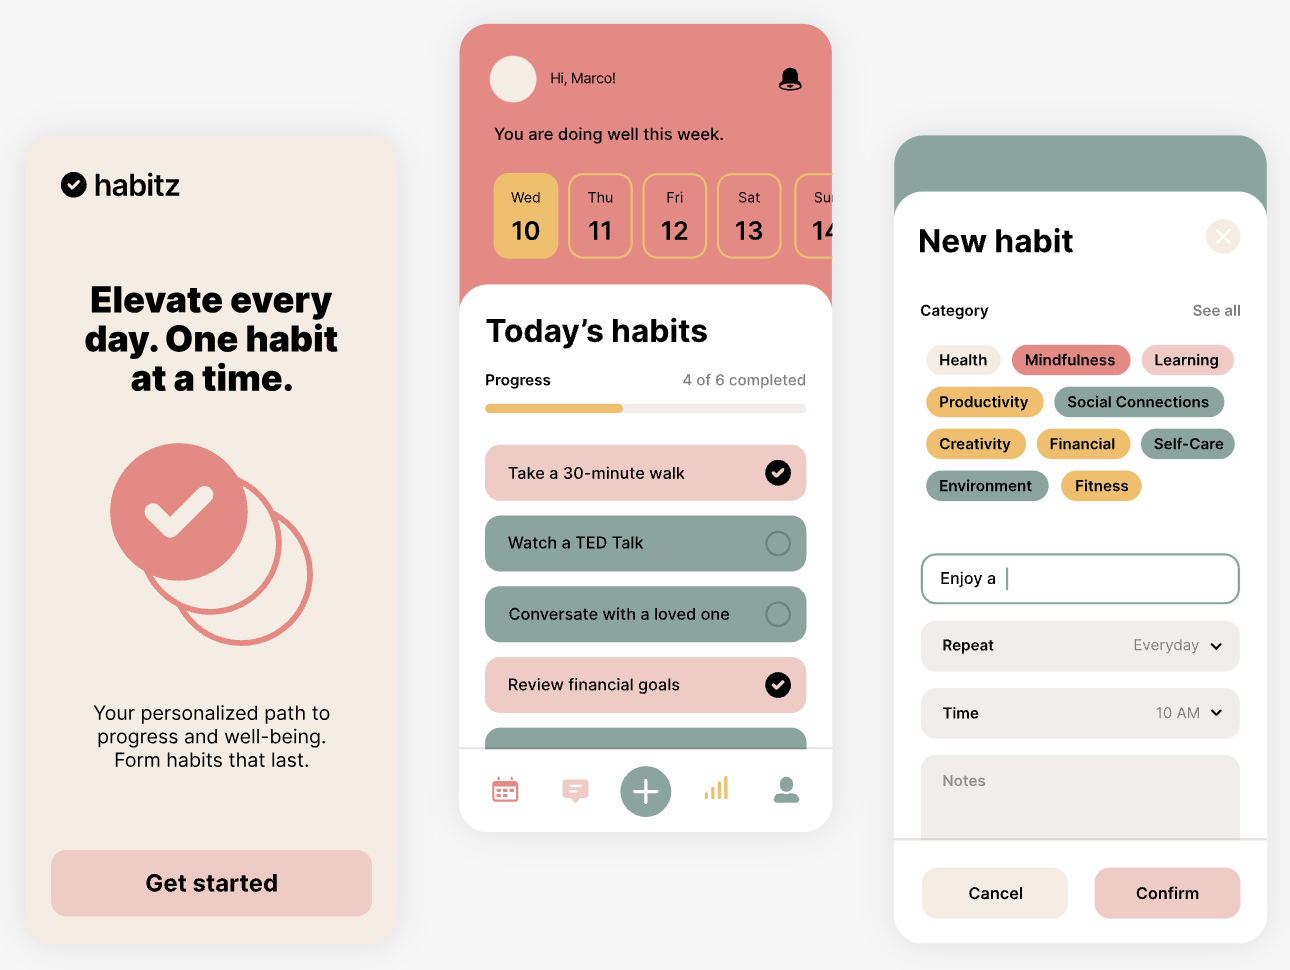 habitz
Elevate every
day. One habit
at a time.
Your personalized path to
progress and well-being.
Form habits that last.
Get started
Hi, Marco!
You are doing well this week.
Wed Thu Fri Sat Sun
10 11 12 13 14
Today’s habits
Progress 4 of 6 completed
Take a 30-minute walk
Watch a TED Talk
Conversate with a loved one
Review financial goals
New habit
Category See all
Health Mindfulness Learning
Productivity Social Connections
Creativity Financial Self-Care
Environment Fitness
Enjoy a
Repeat Everyday
Time 10 AM
Notes
Cancel Confirm